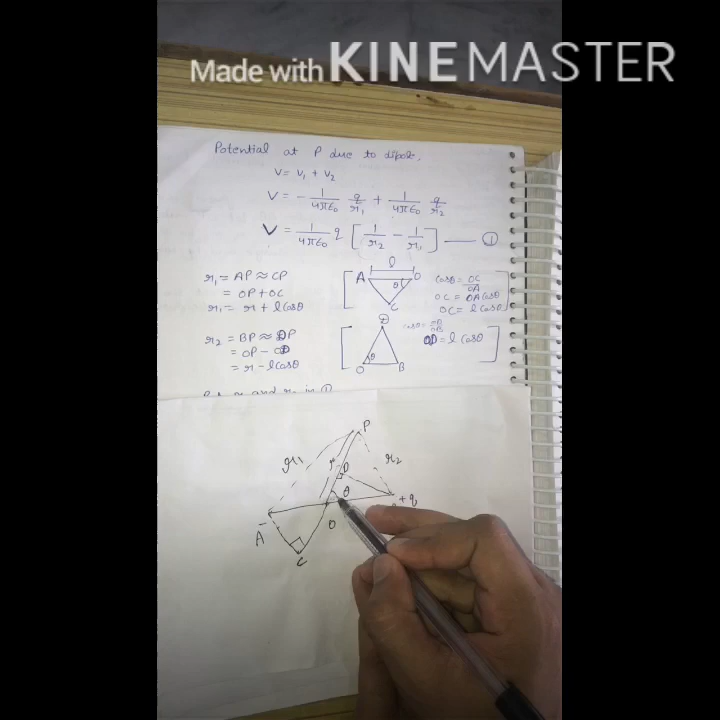 Made with KINEMASTER
Potential at P due to dipole,
V = V₁ + V₂
V = - 1/4πε₀ q/r₁ + 1/4πε₀ q/r₂
V = 1/4πε₀ q [ 1/r₂ - 1/r₁ ] —— ①
r₁ = AP ≈ CP
= OP + OC
r₁ = r + l cosθ
l
A O
θ
C
cosθ = OC/OA
OC = OA cosθ
OC = l cosθ
r₂ = BP ≈ DP
= OP - OD
= r - l cosθ
D
θ
O B
cosθ = OD/OB
OD = l cosθ
P
r₁ r D r₂
θ +q
- O
A
C